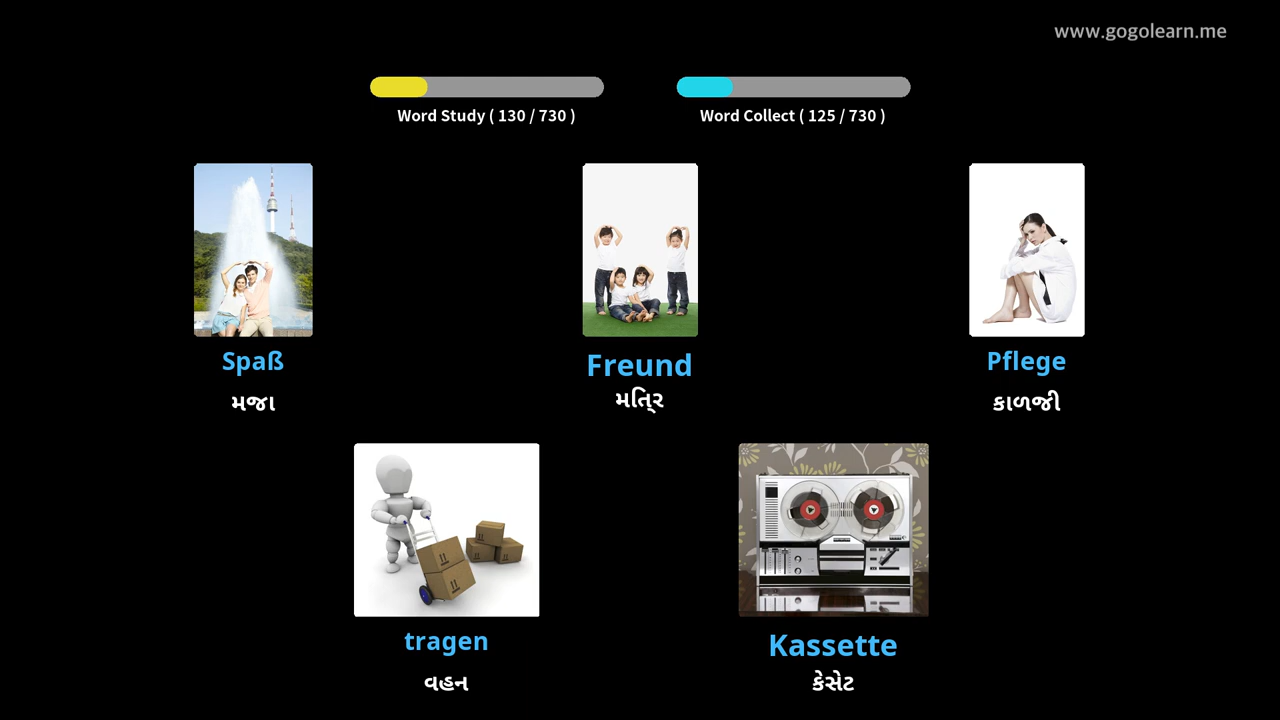 www.gogolearn.me
Word Study ( 130 / 730 )
Word Collect ( 125 / 730 )
Spaß
Freund
Pflege
મજા
મતિ્ર
કાળજી
tragen
Kassette
વહન
કેસેટ